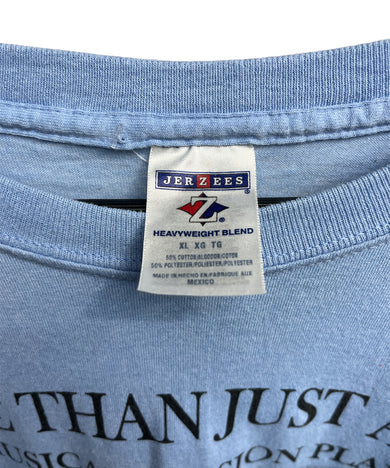 JERZEES
Z
HEAVYWEIGHT BLEND
XL XG TG
50% COTTON/ALGODON/COTON
50% POLYESTER/POLIESTER/POLYESTER
MADE IN/HECHO EN/FABRIQUE AUX
MEXICO
THAN JUST